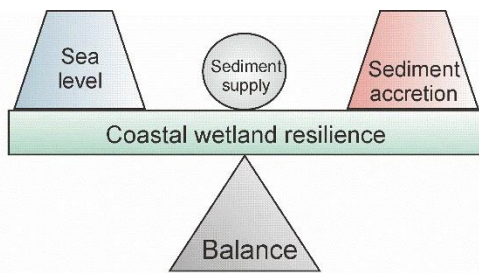 Sea
level
Sediment
supply
Sediment
accretion
Coastal wetland resilience
Balance